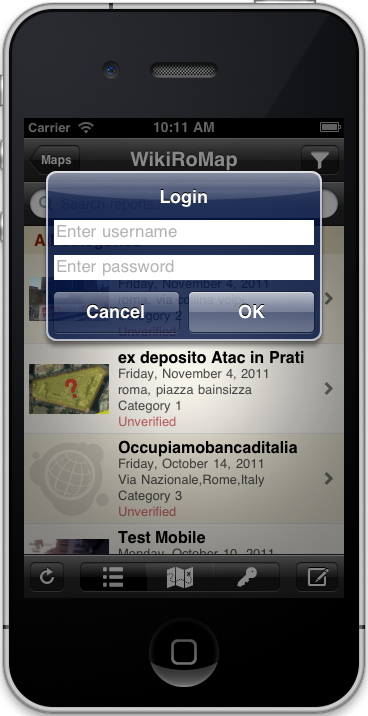 Carrier
10:11 AM
Maps
WikiRoMap
Search reports
Login
Enter username
Enter password
Friday, November 4, 2011
roma, via
Category 2
Cancel
OK
Unverified
ex deposito Atac in Prati
Friday, November 4, 2011
roma, piazza bainsizza
Category 1
Unverified
?
Occupiamobancaditalia
Friday, October 14, 2011
Via Nazionale,Rome,Italy
Category 3
Unverified
Test Mobile
Monday, October 10, 2011